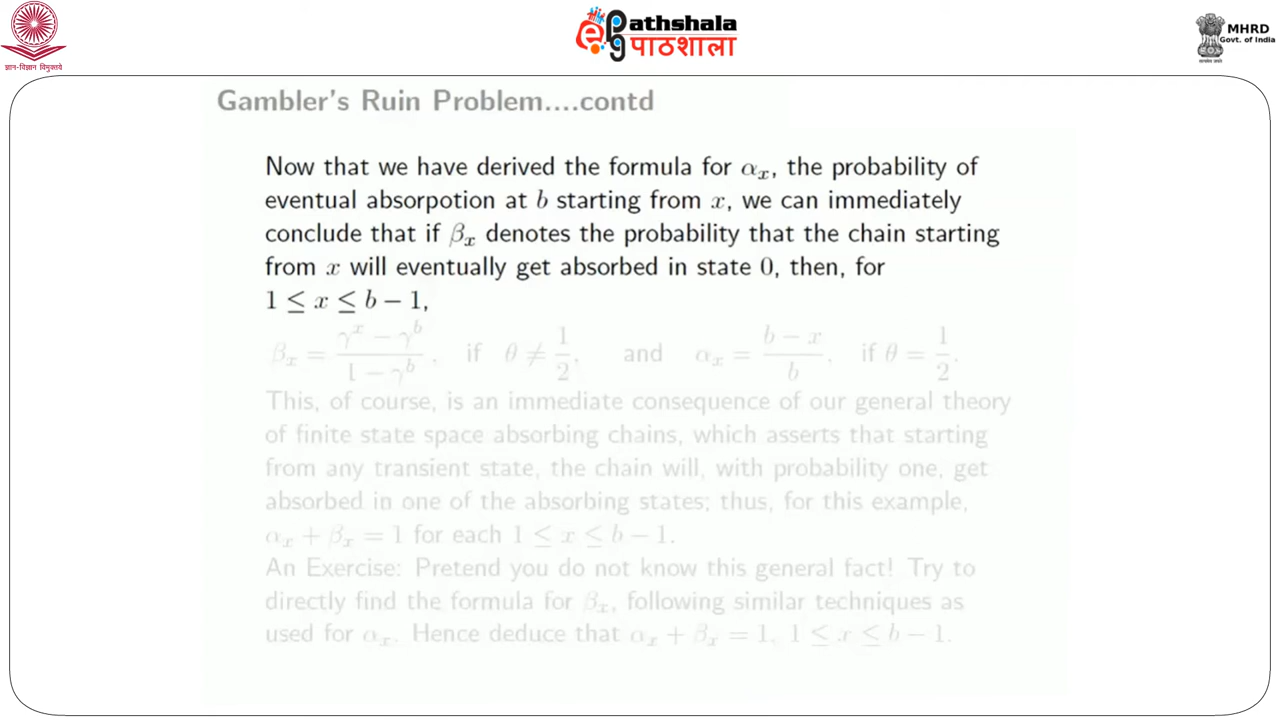 ज्ञान-विज्ञान विमुक्तये
Pathshala
पाठशाला
MHRD
Govt. of India
Gambler's Ruin Problem....contd
Now that we have derived the formula for αₓ, the probability of
eventual absorpotion at b starting from x, we can immediately
conclude that if βₓ denotes the probability that the chain starting
from x will eventually get absorbed in state 0, then, for
1 ≤ x ≤ b − 1,
βₓ = (γˣ − γᵇ)/(1 − γᵇ), if θ ≠ 1/2, and αₓ = (b − x)/b, if θ = 1/2.
This, of course, is an immediate consequence of our general theory
of finite state space absorbing chains, which asserts that starting
from any transient state, the chain will, with probability one, get
absorbed in one of the absorbing states; thus, for this example,
αₓ + βₓ = 1 for each 1 ≤ x ≤ b − 1.
An Exercise: Pretend you do not know this general fact! Try to
directly find the formula for βₓ, following similar techniques as
used for αₓ. Hence deduce that αₓ + βₓ = 1, 1 ≤ x ≤ b − 1.